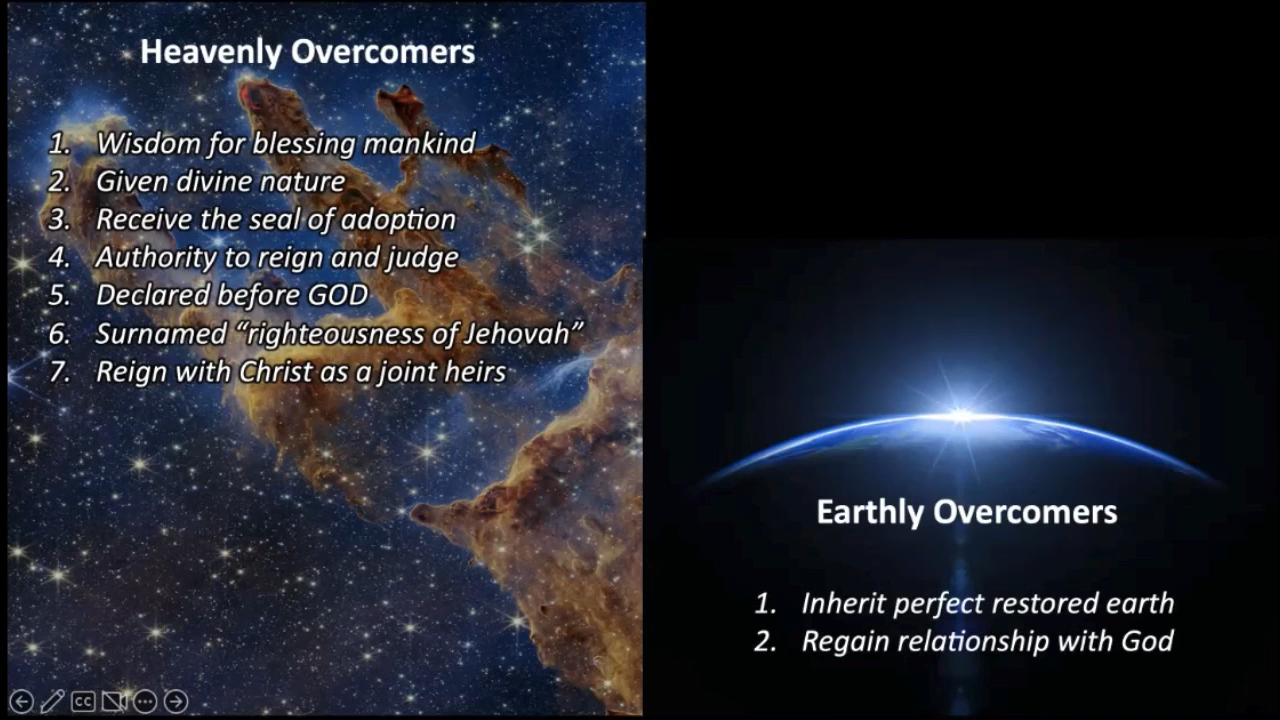 Heavenly Overcomers
1. Wisdom for blessing mankind
2. Given divine nature
3. Receive the seal of adoption
4. Authority to reign and judge
5. Declared before GOD
6. Surnamed “righteousness of Jehovah”
7. Reign with Christ as a joint heirs
Earthly Overcomers
1. Inherit perfect restored earth
2. Regain relationship with God
CC